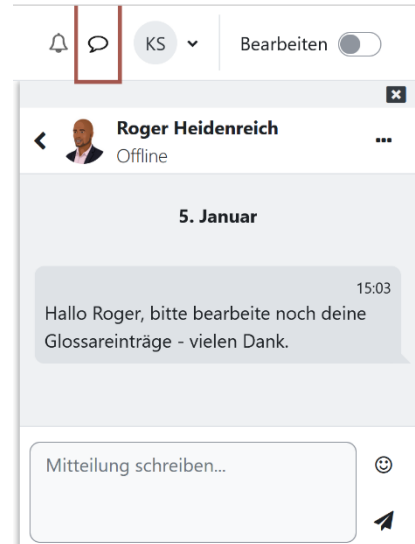 KS
Bearbeiten
Roger Heidenreich
Offline
5. Januar
15:03
Hallo Roger, bitte bearbeite noch deine
Glossareinträge - vielen Dank.
Mitteilung schreiben...